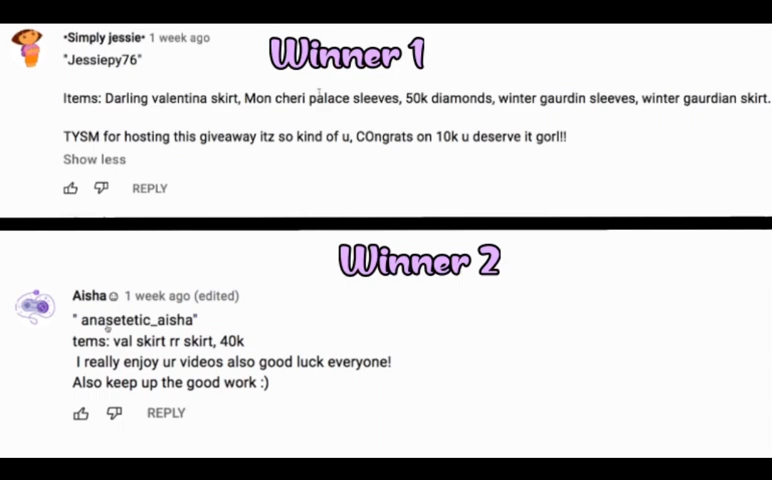 •Simply jessie• 1 week ago
Winner 1
"Jessiepy76"
Items: Darling valentina skirt, Mon cheri palace sleeves, 50k diamonds, winter gaurdin sleeves, winter gaurdian skirt.
TYSM for hosting this giveaway itz so kind of u, COngrats on 10k u deserve it gorl!!
Show less
REPLY
Winner 2
Aisha☺ 1 week ago (edited)
" anasetetic_aisha"
tems: val skirt rr skirt, 40k
I really enjoy ur videos also good luck everyone!
Also keep up the good work :)
REPLY